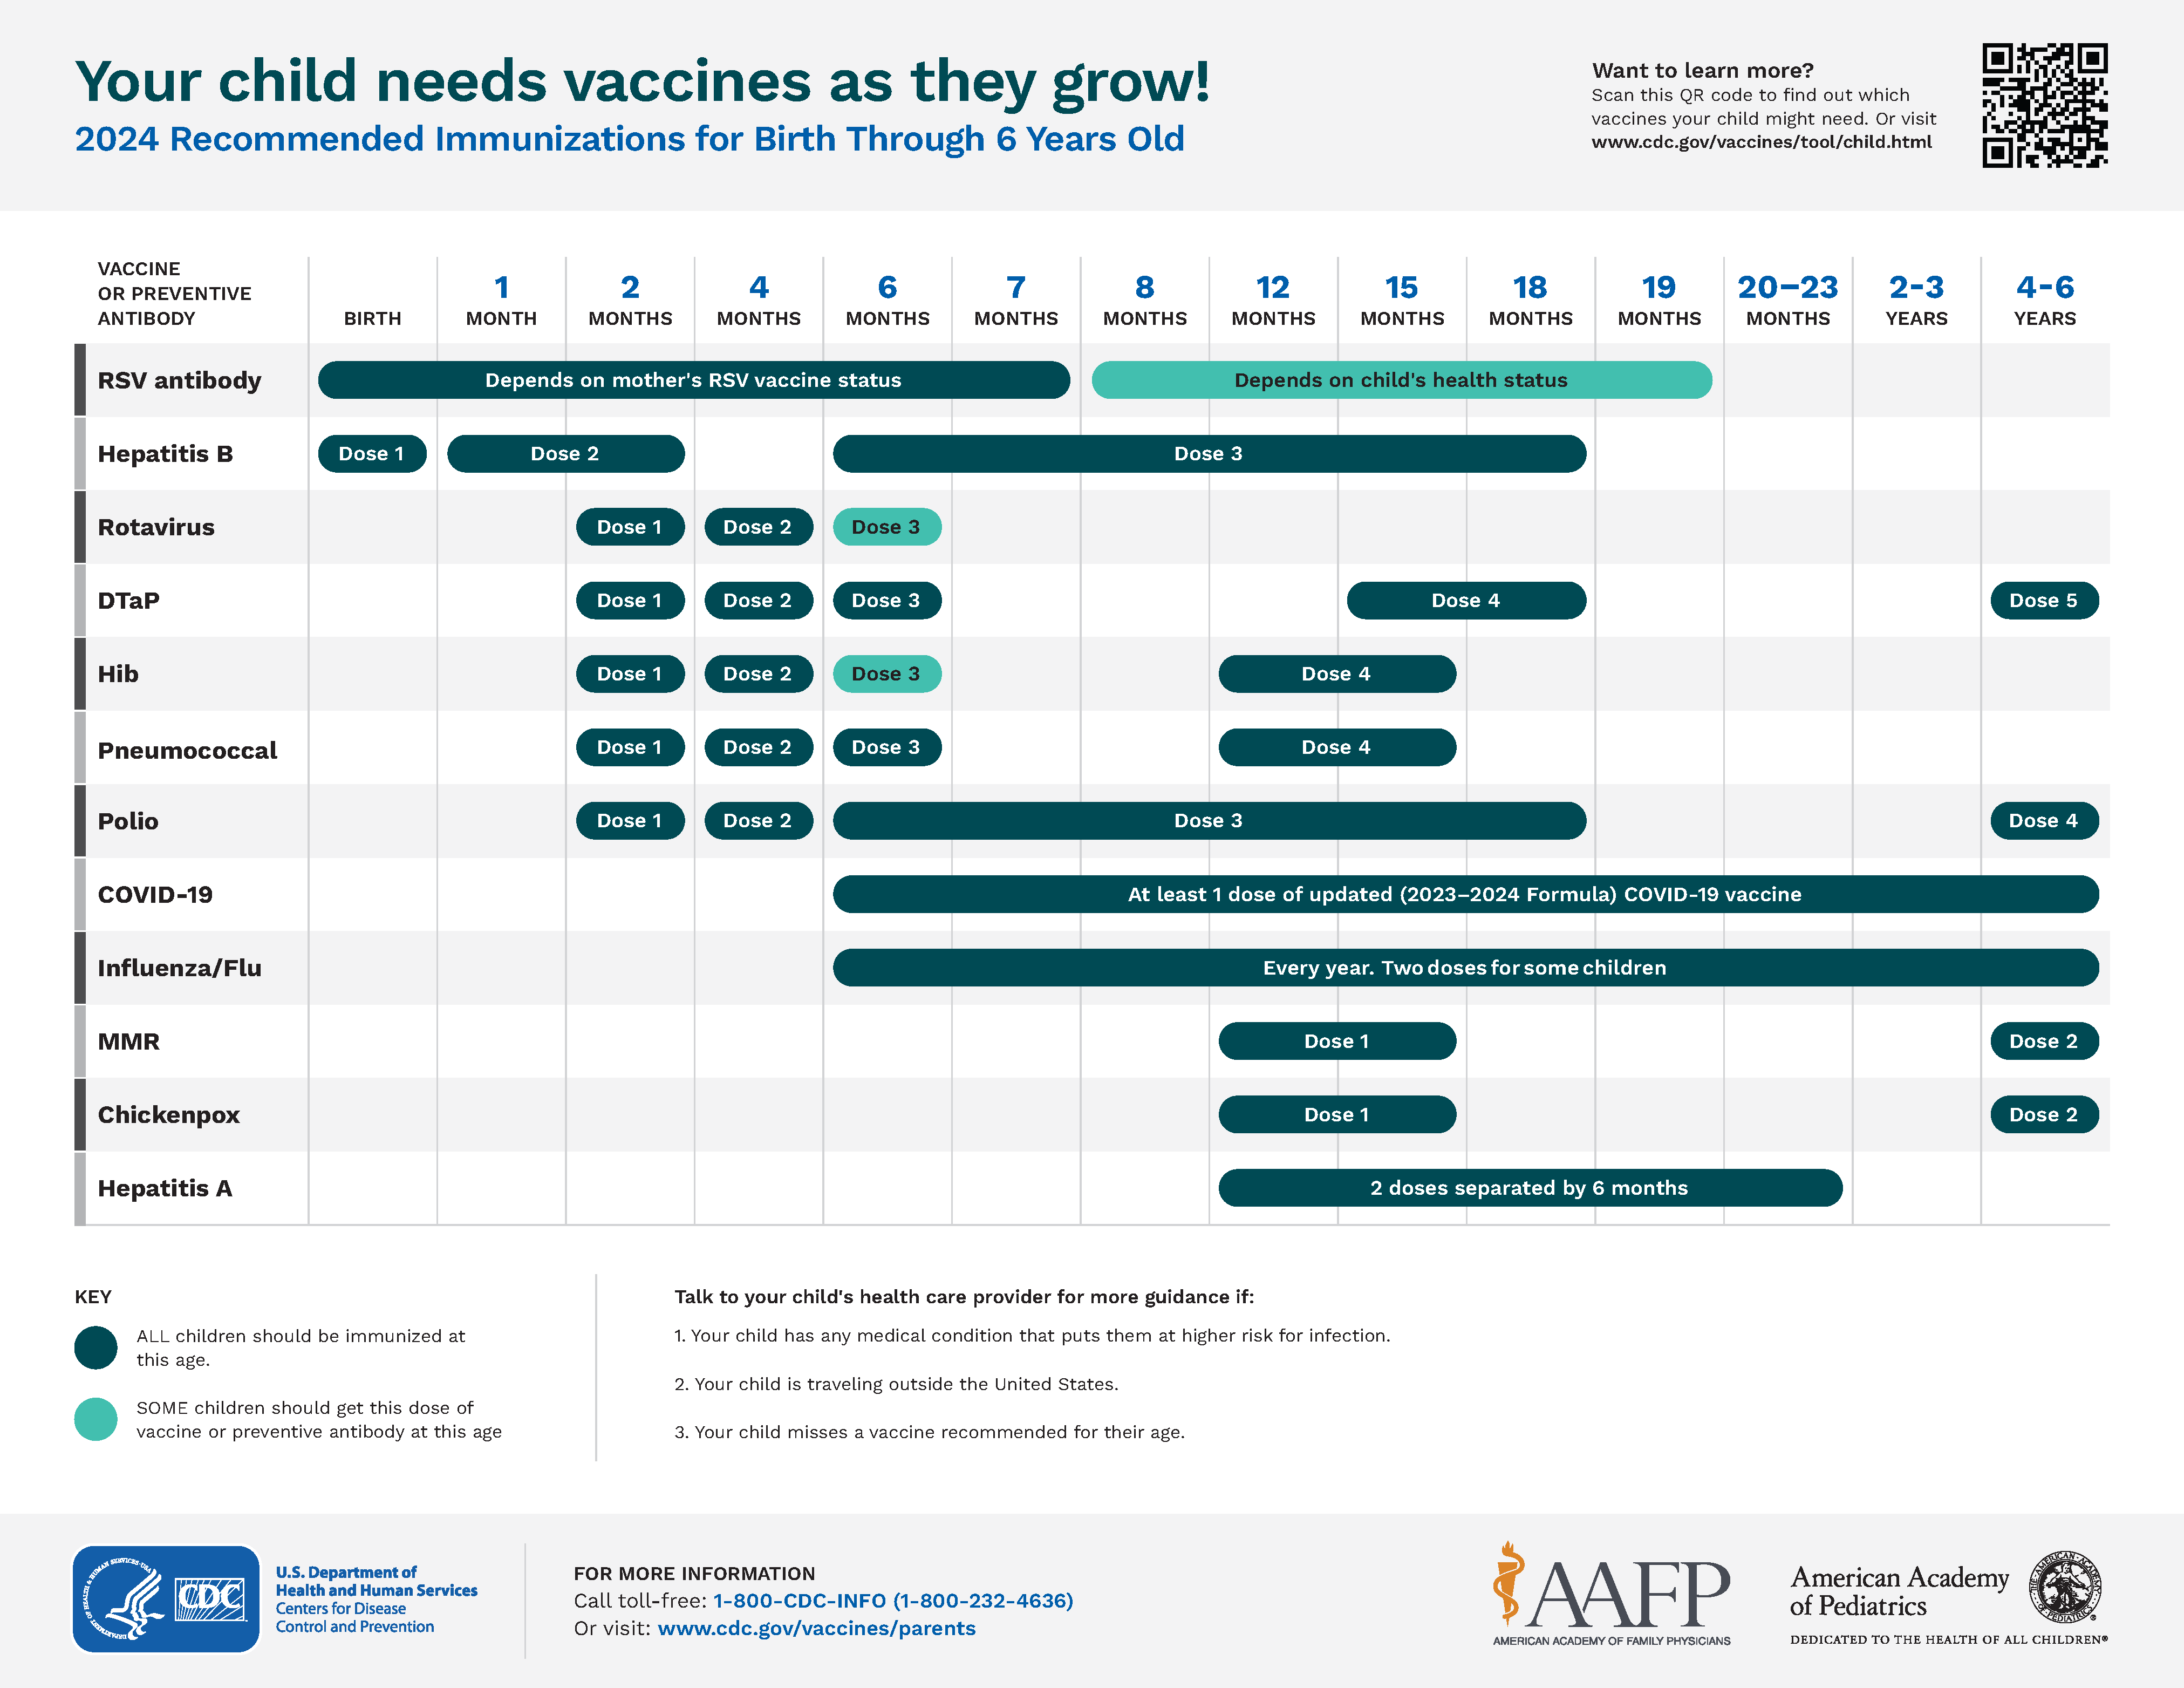 Your child needs vaccines as they grow!
2024 Recommended Immunizations for Birth Through 6 Years Old
Want to learn more?
Scan this QR code to find out which
vaccines your child might need. Or visit
www.cdc.gov/vaccines/tool/child.html
VACCINE
OR PREVENTIVE
ANTIBODY
BIRTH
1 MONTH
2 MONTHS
4 MONTHS
6 MONTHS
7 MONTHS
8 MONTHS
12 MONTHS
15 MONTHS
18 MONTHS
19 MONTHS
20–23 MONTHS
2-3 YEARS
4-6 YEARS
RSV antibody Depends on mother's RSV vaccine status Depends on child's health status
Hepatitis B Dose 1 Dose 2 Dose 3
Rotavirus Dose 1 Dose 2 Dose 3
DTaP Dose 1 Dose 2 Dose 3 Dose 4 Dose 5
Hib Dose 1 Dose 2 Dose 3 Dose 4
Pneumococcal Dose 1 Dose 2 Dose 3 Dose 4
Polio Dose 1 Dose 2 Dose 3 Dose 4
COVID-19 At least 1 dose of updated (2023–2024 Formula) COVID-19 vaccine
Influenza/Flu Every year. Two doses for some children
MMR Dose 1 Dose 2
Chickenpox Dose 1 Dose 2
Hepatitis A 2 doses separated by 6 months
KEY
ALL children should be immunized at
this age.
SOME children should get this dose of
vaccine or preventive antibody at this age
Talk to your child's health care provider for more guidance if:
1. Your child has any medical condition that puts them at higher risk for infection.
2. Your child is traveling outside the United States.
3. Your child misses a vaccine recommended for their age.
DEPARTMENT OF HEALTH & HUMAN SERVICES·USA
CDC
U.S. Department of
Health and Human Services
Centers for Disease
Control and Prevention
FOR MORE INFORMATION
Call toll-free: 1-800-CDC-INFO (1-800-232-4636)
Or visit: www.cdc.gov/vaccines/parents
AAFP
AMERICAN ACADEMY OF FAMILY PHYSICIANS
American Academy
of Pediatrics
THE AMERICAN ACADEMY OF PEDIATRICS
DEDICATED TO THE HEALTH OF ALL CHILDREN®